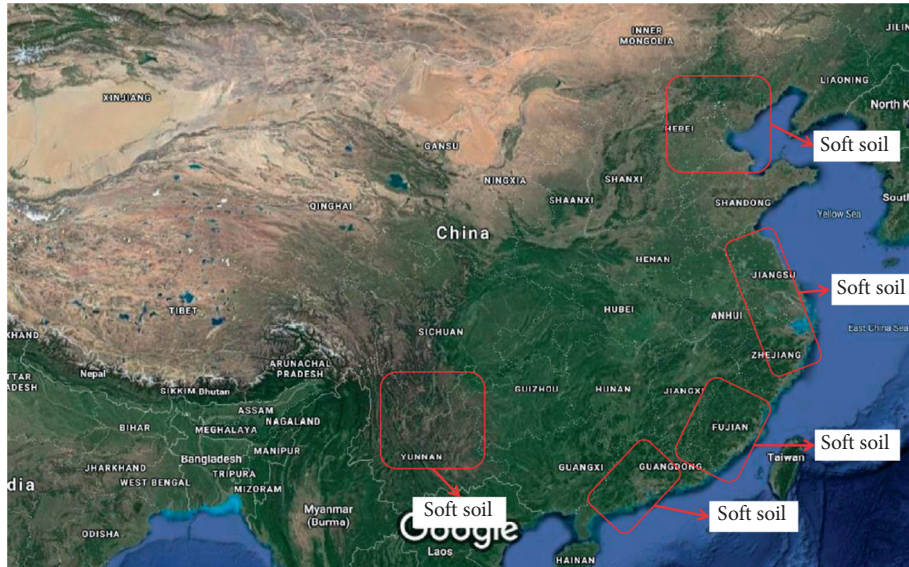 INNER
MONGOLIA
JILIN
LIAONING
XINJIANG
North K
HEBEI
Soft soil
GANSU
NINGXIA
SHANXI
SHAANXI
SHANDONG
QINGHAI
South
Yellow Sea
China
HENAN
JIANGSU
Soft soil
TIBET
HUBEI
ANHUI
East China Sea
SICHUAN
KHAND
ZHEJIANG
ARUNACHAL
PRADESH
Nepal
TTAR
ADESH
SIKKIM Bhutan
GUIZHOU
HUNAN
JIANGXI
ASSAM
NAGALAND
BIHAR
MEGHALAYA
FUJIAN
Soft soil
MANIPUR
Bangladesh
YUNNAN
Taiwan
JHARKHAND
TRIPURA
GUANGXI
GUANGDONG
dia
WEST BENGAL
MIZORAM
Soft soil
Myanmar
(Burma)
Soft soil
Google
ODISHA
Laos
HAINAN